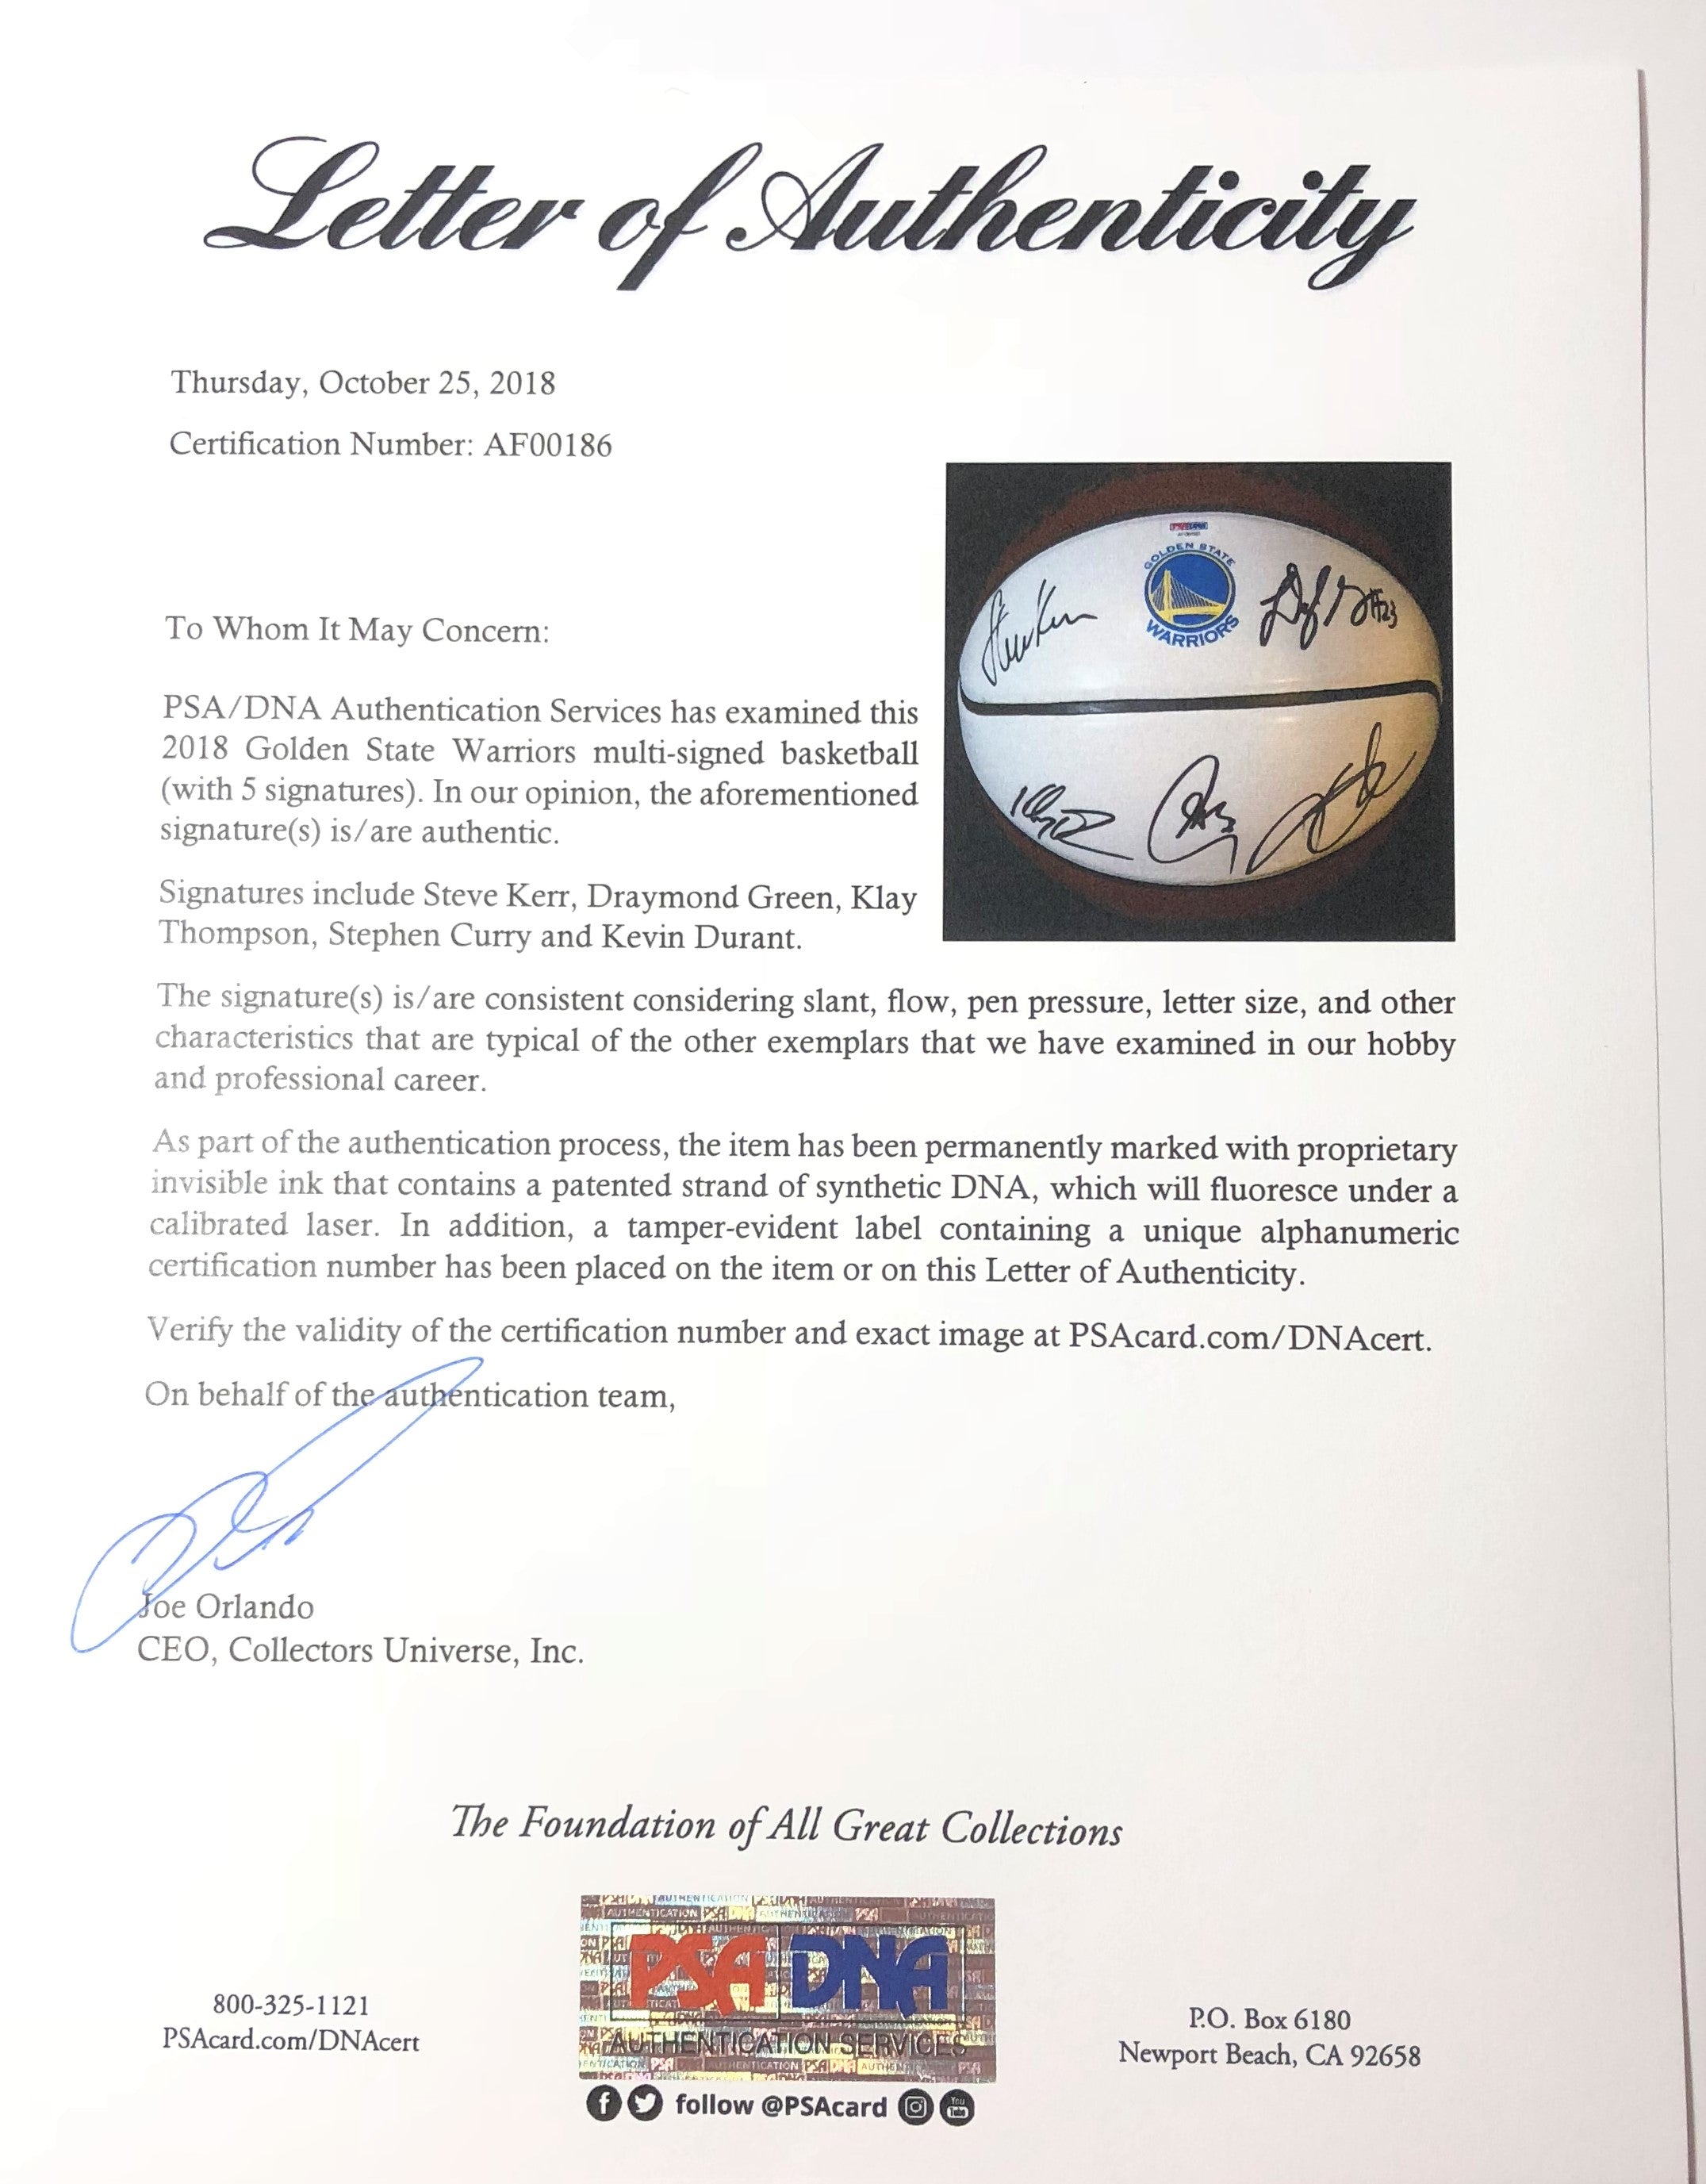 Letter of Authenticity
Thursday, October 25, 2018
Certification Number: AF00186
GOLDEN STATE
WARRIORS
#23
To Whom It May Concern:
PSA/DNA Authentication Services has examined this
2018 Golden State Warriors multi-signed basketball
(with 5 signatures). In our opinion, the aforementioned
signature(s) is/are authentic.
Signatures include Steve Kerr, Draymond Green, Klay
Thompson, Stephen Curry and Kevin Durant.
The signature(s) is/are consistent considering slant, flow, pen pressure, letter size, and other
characteristics that are typical of the other exemplars that we have examined in our hobby
and professional career.
As part of the authentication process, the item has been permanently marked with proprietary
invisible ink that contains a patented strand of synthetic DNA, which will fluoresce under a
calibrated laser. In addition, a tamper-evident label containing a unique alphanumeric
certification number has been placed on the item or on this Letter of Authenticity.
Verify the validity of the certification number and exact image at PSAcard.com/DNAcert.
On behalf of the authentication team,
Joe Orlando
CEO, Collectors Universe, Inc.
The Foundation of All Great Collections
PSA DNA
AUTHENTICATION SERVICES
800-325-1121
PSAcard.com/DNAcert
P.O. Box 6180
Newport Beach, CA 92658
follow @PSAcard
You
Tube